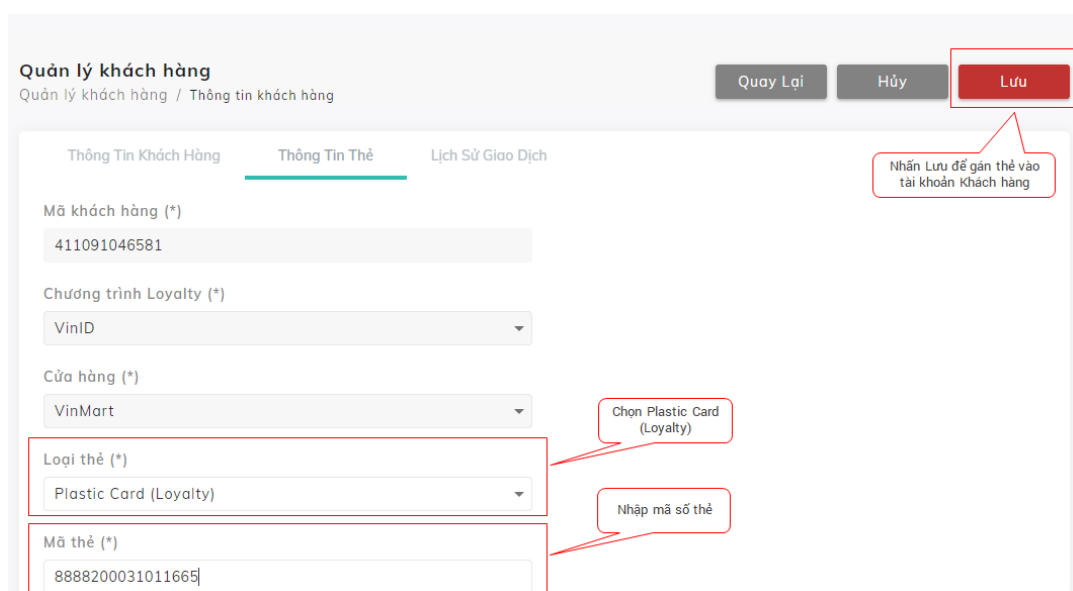 Quản lý khách hàng
Quản lý khách hàng / Thông tin khách hàng
Quay Lại
Hủy
Lưu
Nhấn Lưu để gán thẻ vào
tài khoản Khách hàng
Thông Tin Khách Hàng
Thông Tin Thẻ
Lịch Sử Giao Dịch
Mã khách hàng (*)
411091046581
Chương trình Loyalty (*)
VinID
Cửa hàng (*)
VinMart
Chọn Plastic Card
(Loyalty)
Loại thẻ (*)
Plastic Card (Loyalty)
Nhập mã số thẻ
Mã thẻ (*)
8888200031011665